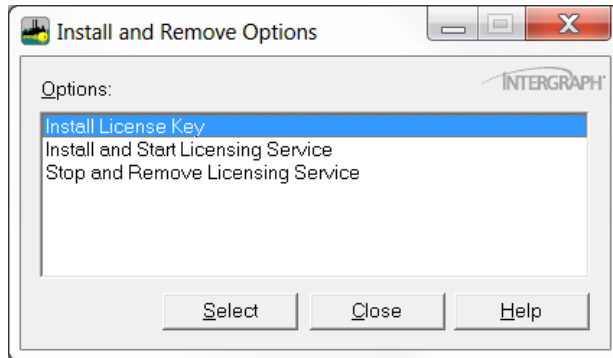 Install and Remove Options
INTERGRAPH
Options:
Install License Key
Install and Start Licensing Service
Stop and Remove Licensing Service
Select
Close
Help